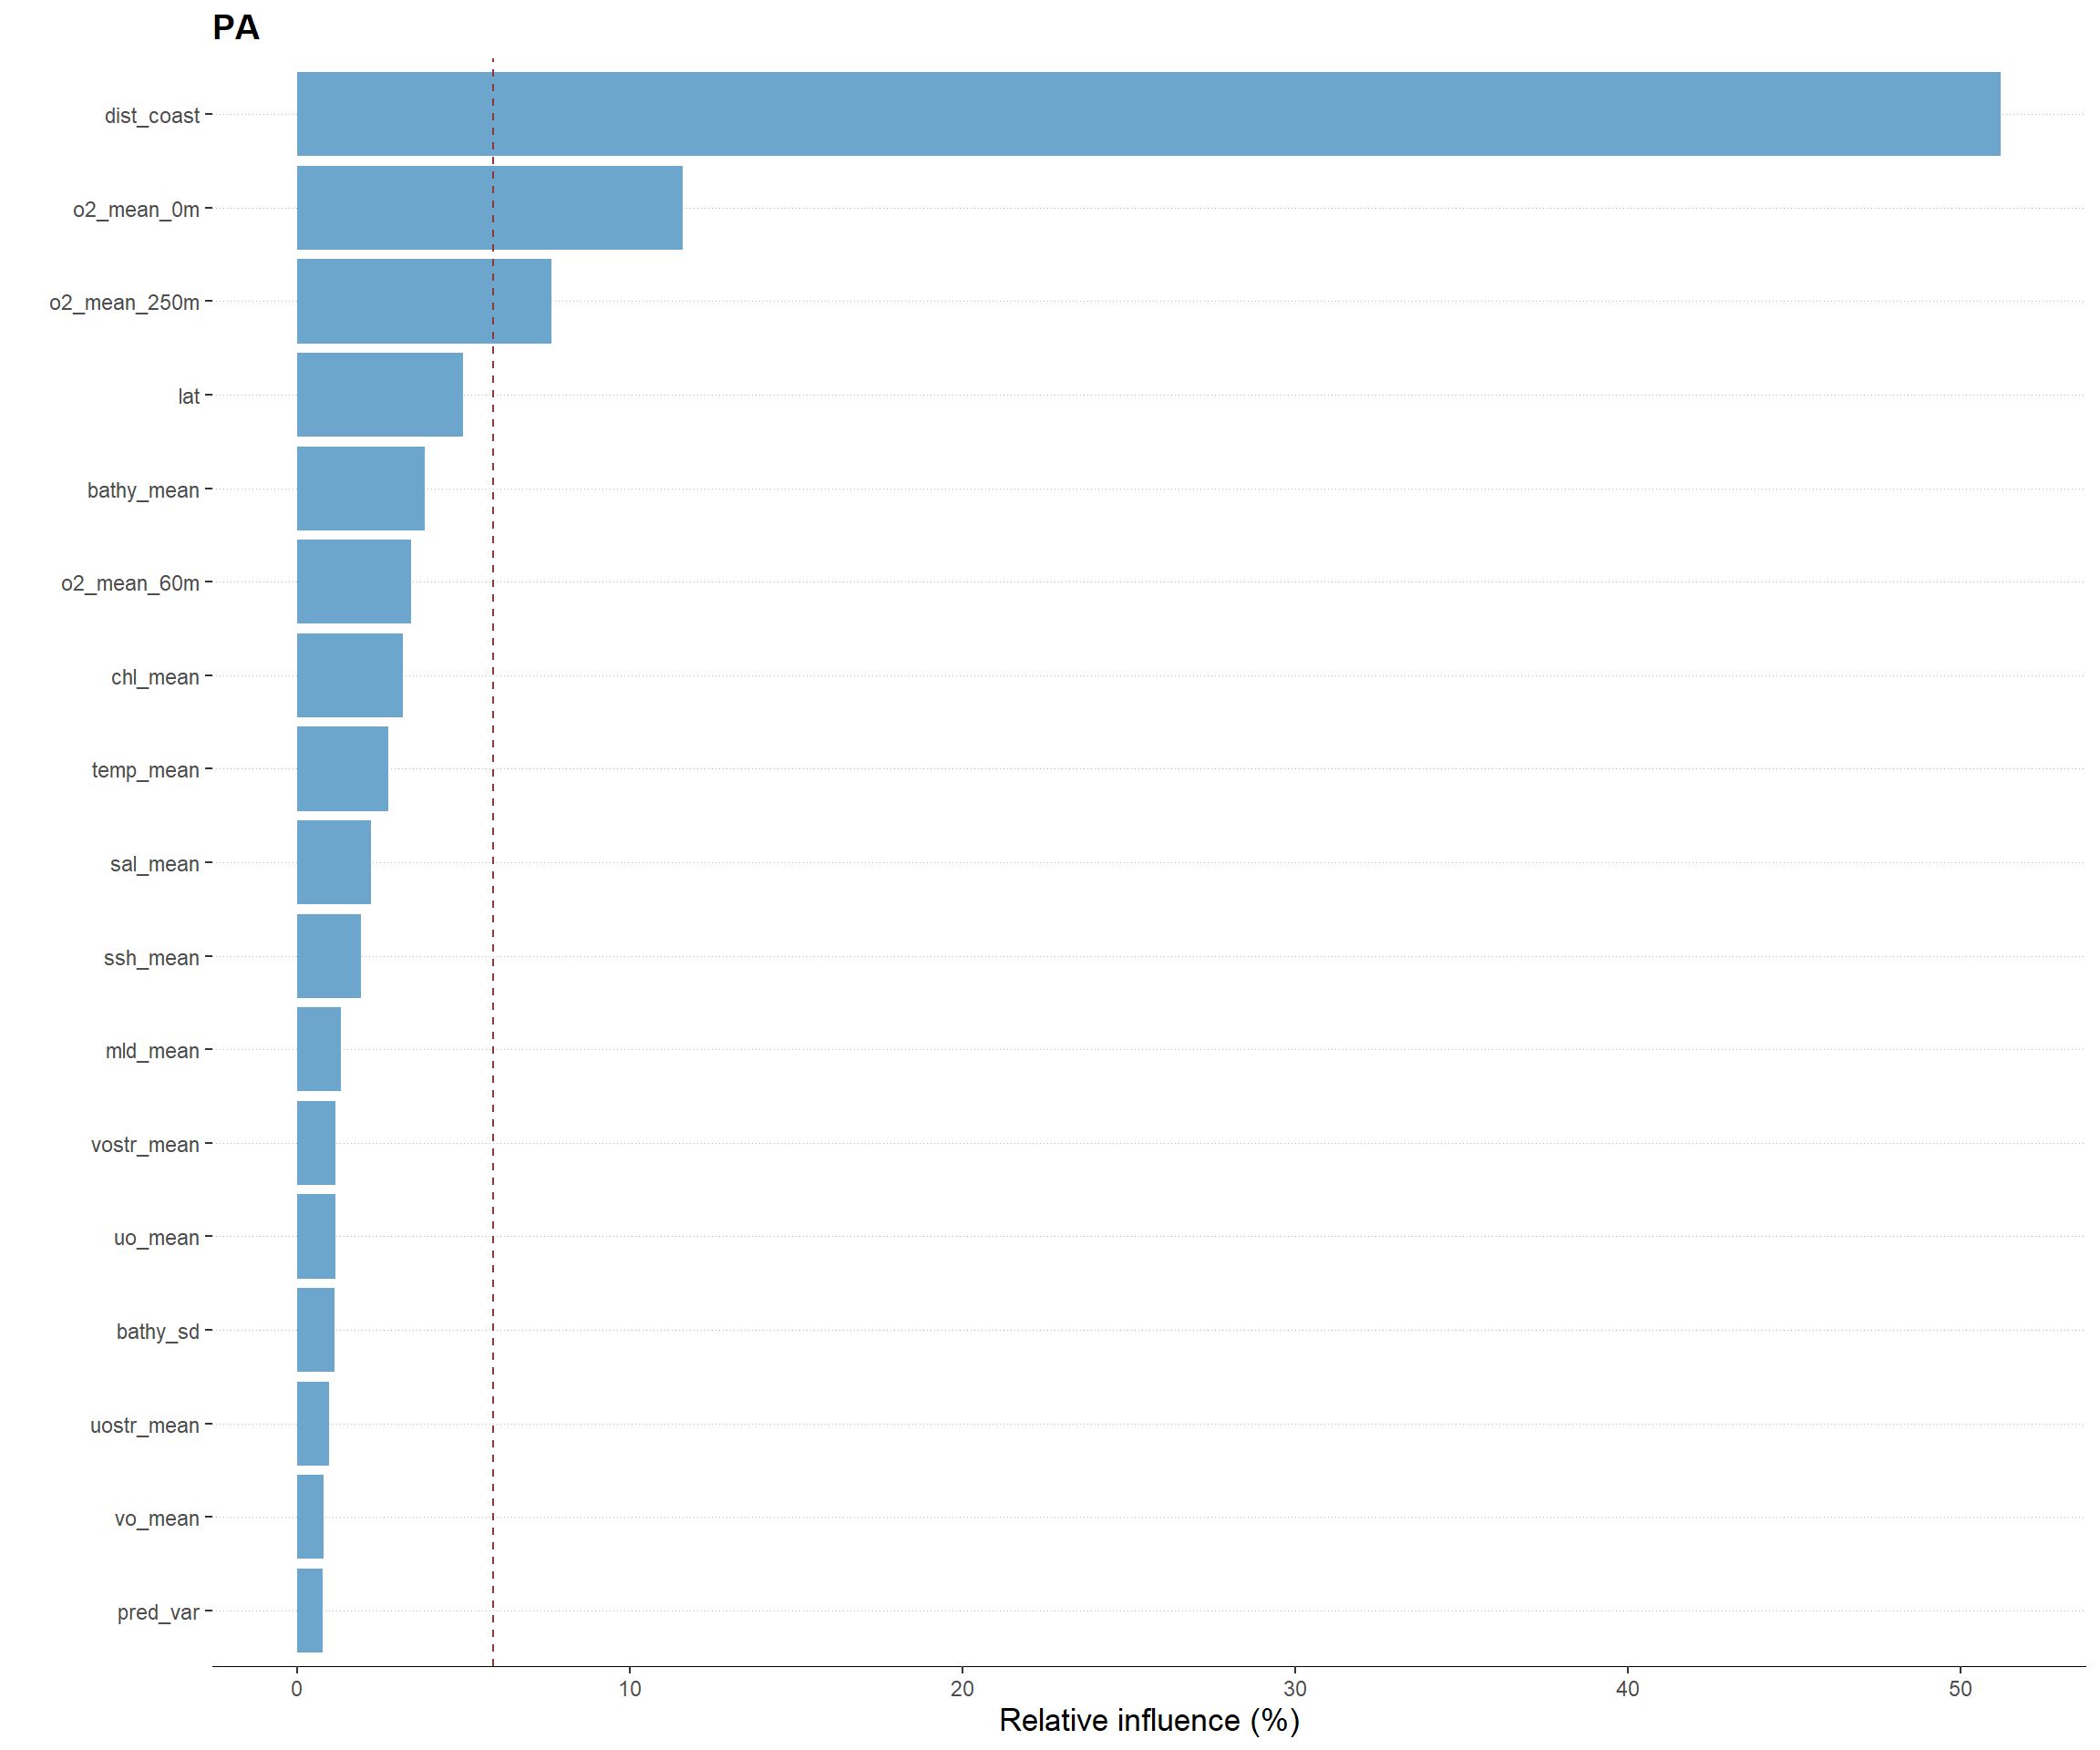 PA
dist_coast
o2_mean_0m
o2_mean_250m
lat
bathy_mean
o2_mean_60m
chl_mean
temp_mean
sal_mean
ssh_mean
mld_mean
vostr_mean
uo_mean
bathy_sd
uostr_mean
vo_mean
pred_var
0 10 20 30 40 50
Relative influence (%)